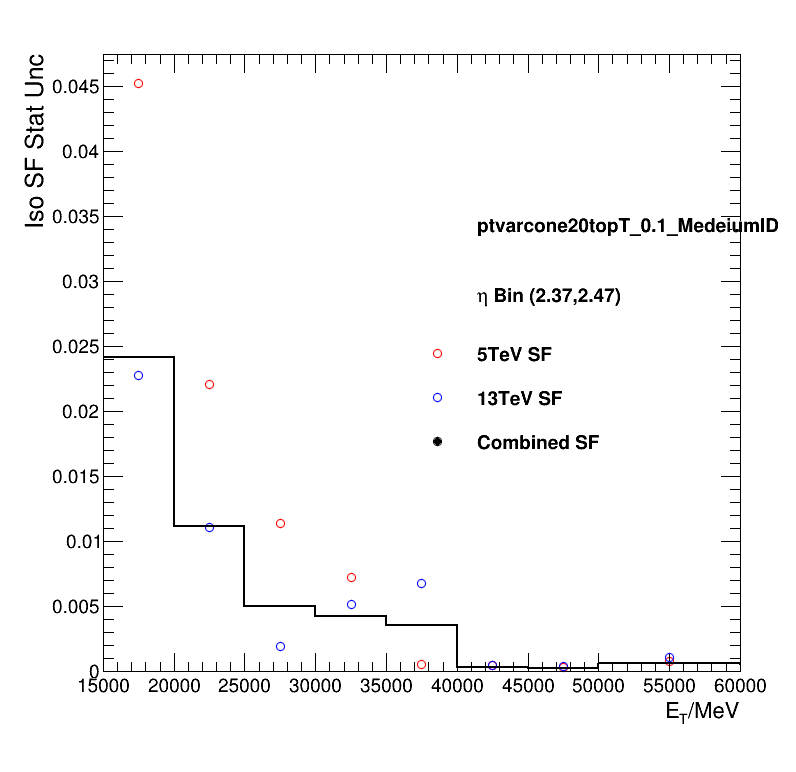 Iso SF Stat Unc
0.045
0.04
0.035
0.03
0.025
0.02
0.015
0.01
0.005
0
ptvarcone20topT_0.1_MedeiumID
η Bin (2.37,2.47)
5TeV SF
13TeV SF
Combined SF
15000 20000 25000 30000 35000 40000 45000 50000 55000 60000
E_T/MeV